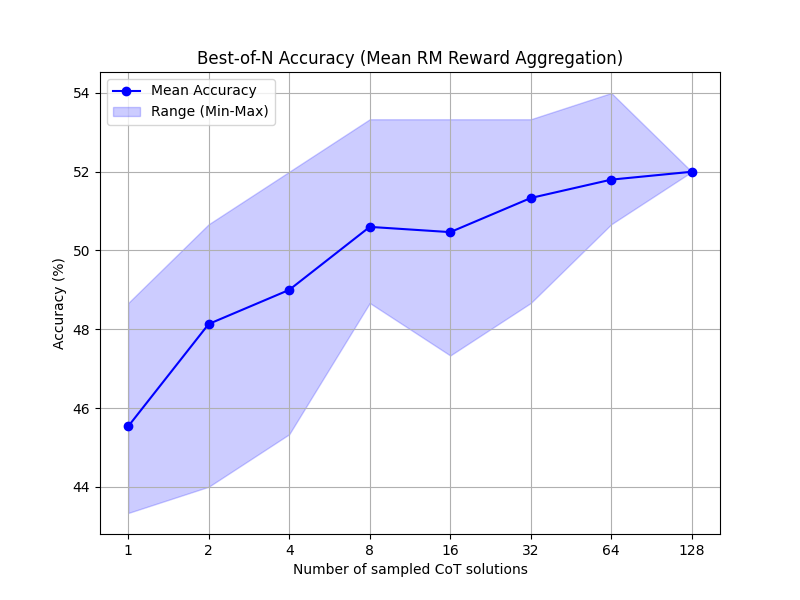 Best-of-N Accuracy (Mean RM Reward Aggregation)
Mean Accuracy
Range (Min-Max)
Accuracy (%)
54
52
50
48
46
44
1 2 4 8 16 32 64 128
Number of sampled CoT solutions